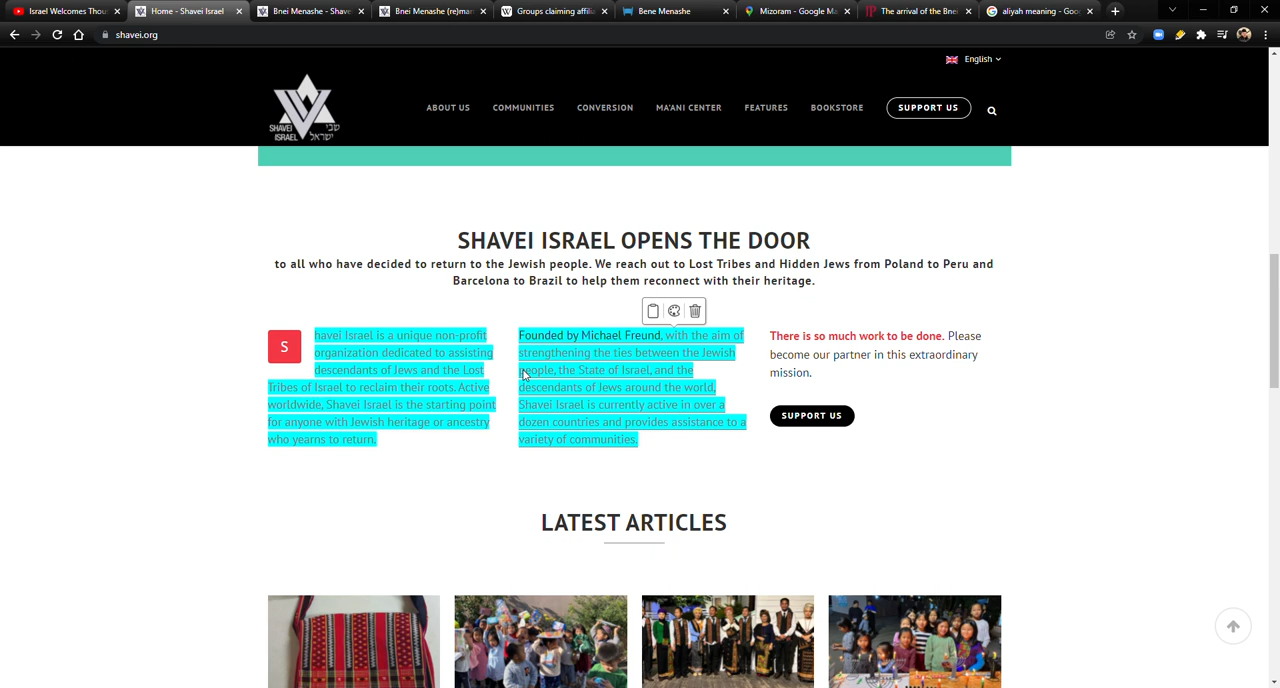 Israel Welcomes Thou
Home - Shavei Israel
Bnei Menashe - Shave
Bnei Menashe (re)mar
Groups claiming affilia
Bene Menashe
Mizoram - Google Ma
The arrival of the Bnei
aliyah meaning - Goo
shavei.org
English
SHAVEI
ISRAEL
שבי
ישראל
ABOUT US
COMMUNITIES
CONVERSION
MA'ANI CENTER
FEATURES
BOOKSTORE
SUPPORT US
SHAVEI ISRAEL OPENS THE DOOR
to all who have decided to return to the Jewish people. We reach out to Lost Tribes and Hidden Jews from Poland to Peru and
Barcelona to Brazil to help them reconnect with their heritage.
Shavei Israel is a unique non-profit
organization dedicated to assisting
descendants of Jews and the Lost
Tribes of Israel to reclaim their roots. Active
worldwide, Shavei Israel is the starting point
for anyone with Jewish heritage or ancestry
who yearns to return.
Founded by Michael Freund, with the aim of
strengthening the ties between the Jewish
people, the State of Israel, and the
descendants of Jews around the world,
Shavei Israel is currently active in over a
dozen countries and provides assistance to a
variety of communities.
There is so much work to be done. Please
become our partner in this extraordinary
mission.
SUPPORT US
LATEST ARTICLES